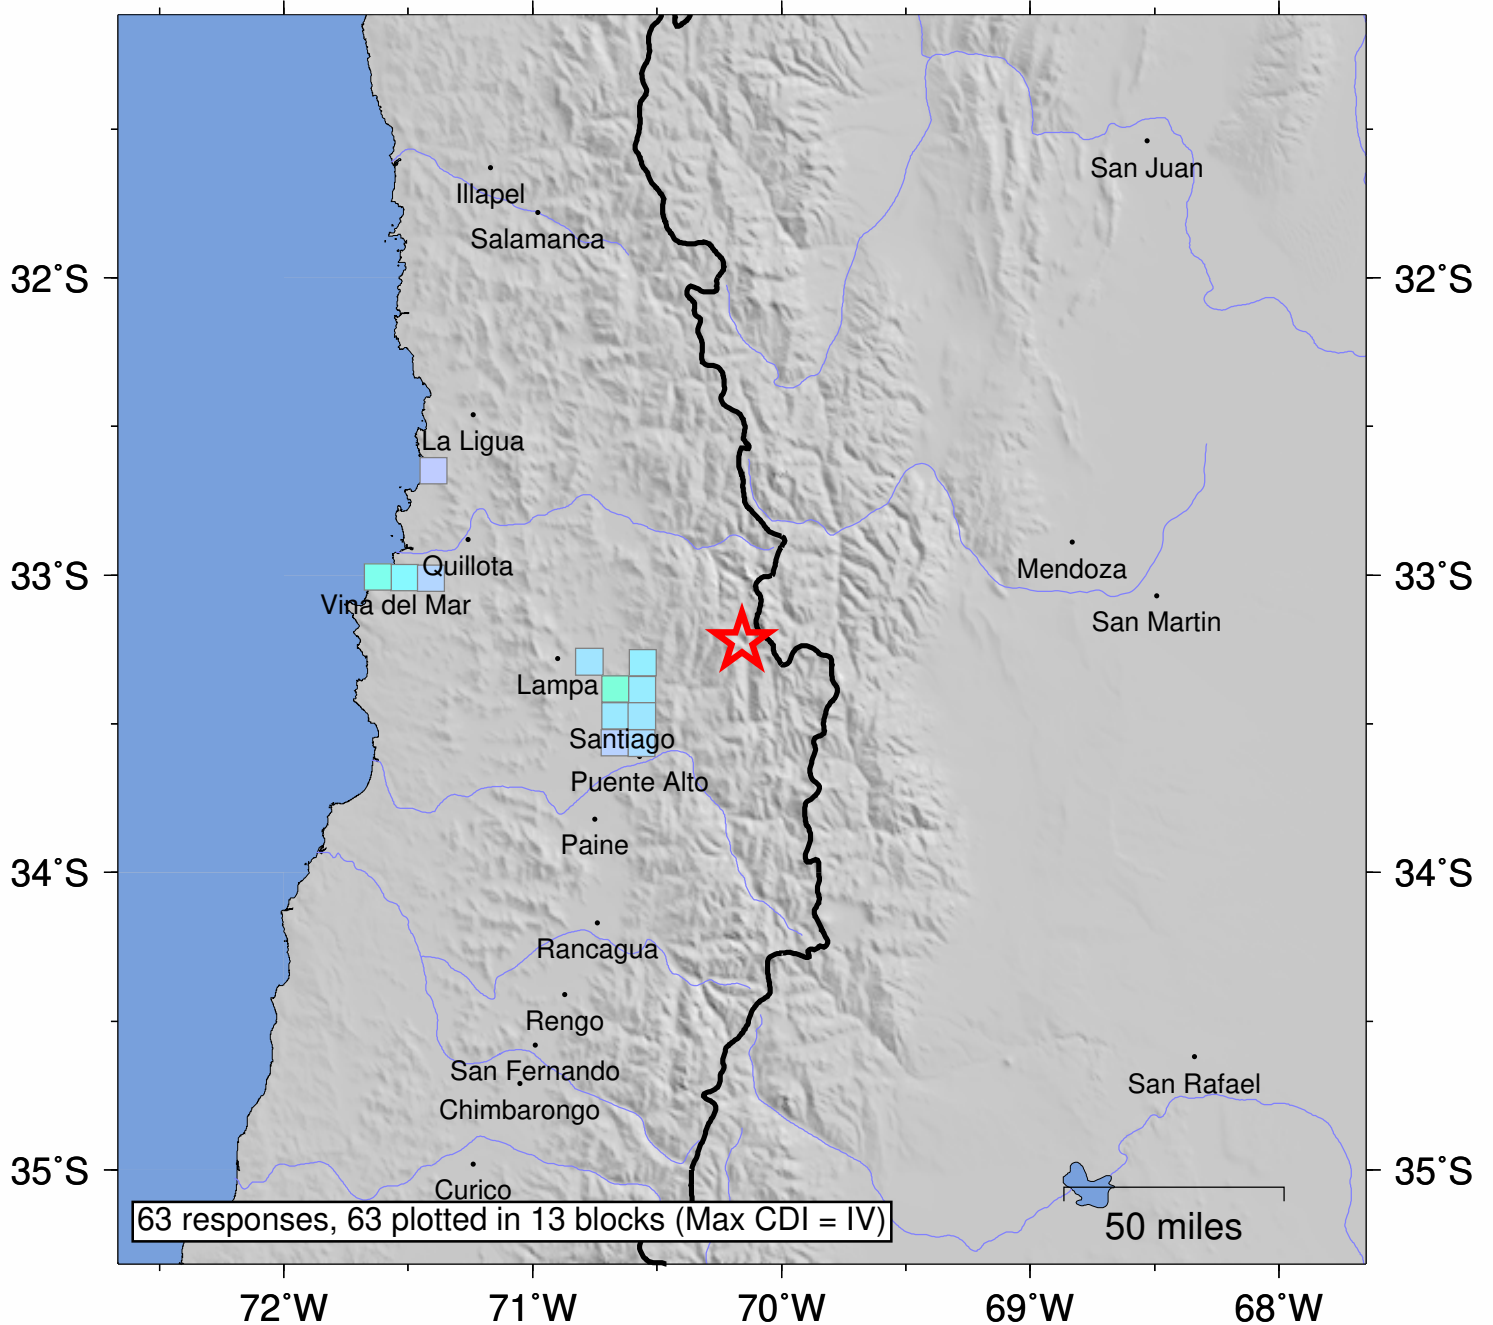 San Juan
Illapel
Salamanca
32°S
32°S
La Ligua
Quillota
33°S
33°S
Mendoza
Vina del Mar
San Martin
Lampa
Santiago
Puente Alto
Paine
34°S
34°S
Rancagua
Rengo
San Fernando
San Rafael
Chimbarongo
35°S
35°S
Curico
63 responses, 63 plotted in 13 blocks (Max CDI = IV)
50 miles
72°W
71°W
70°W
69°W
68°W